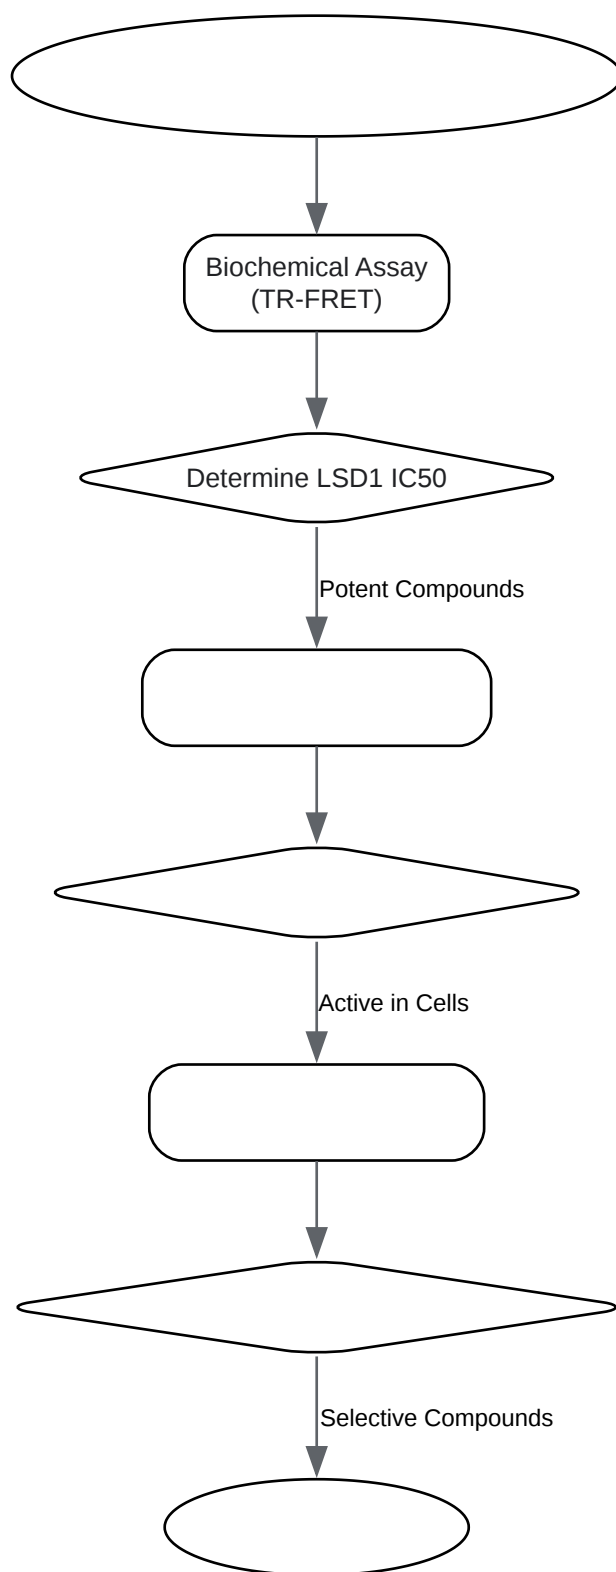 Biochemical Assay
(TR-FRET)
Determine LSD1 IC50
Potent Compounds
Active in Cells
Selective Compounds